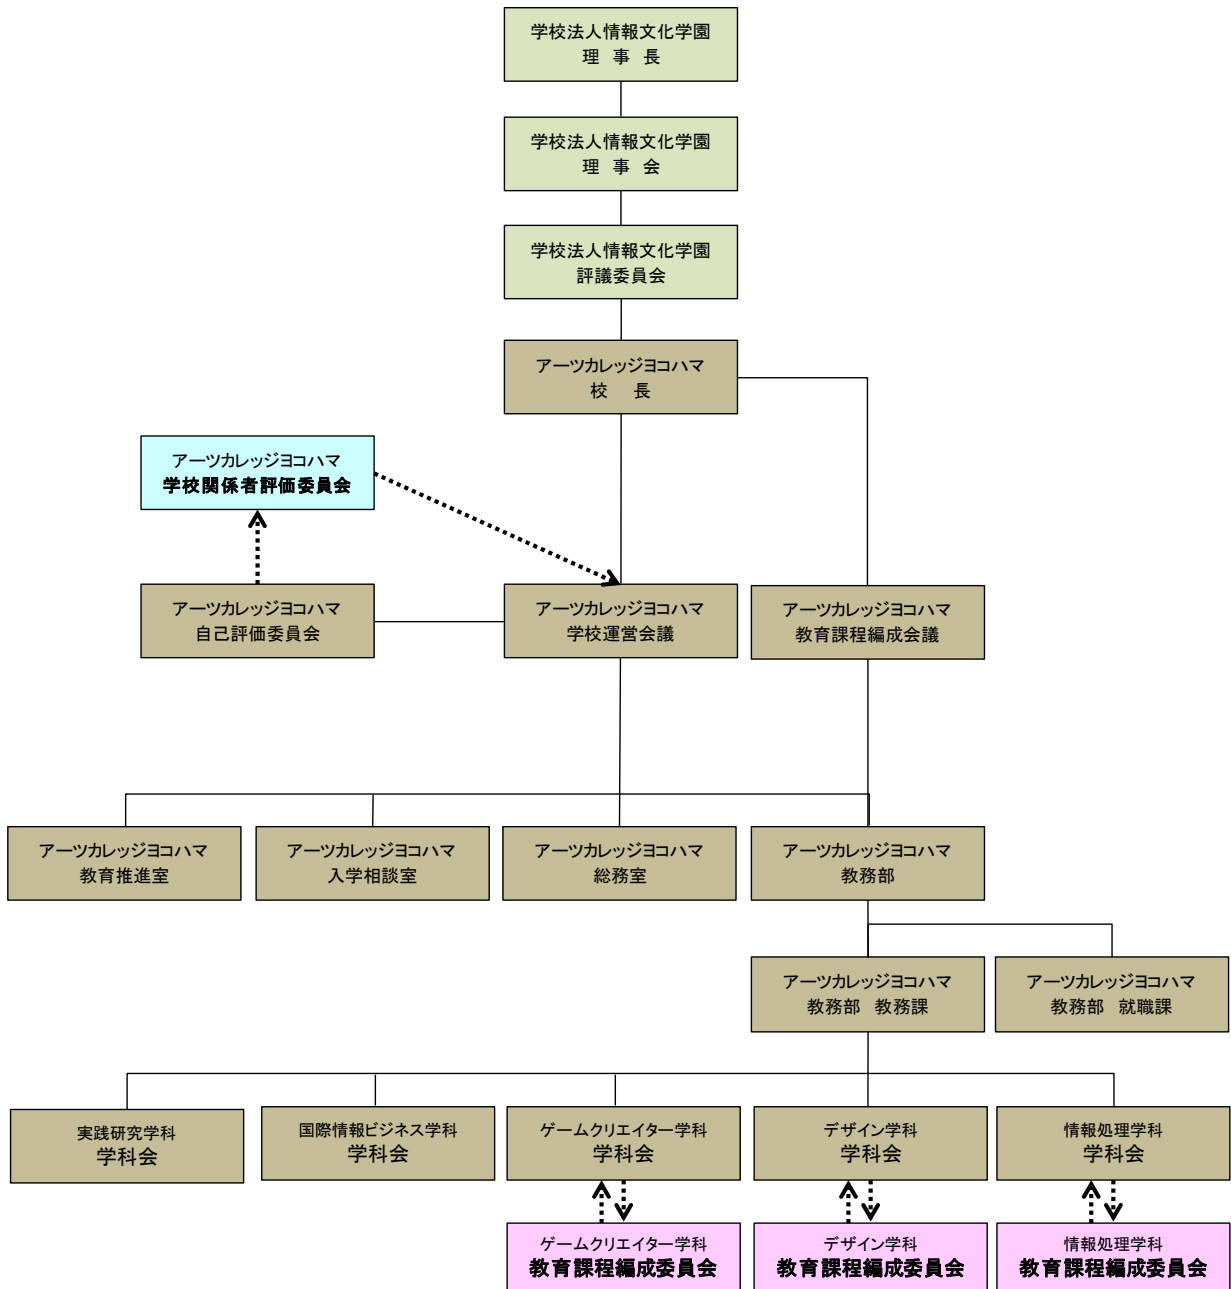 学校法人情報文化学園
理　事　長
学校法人情報文化学園
理　事　会
学校法人情報文化学園
評議委員会
アーツカレッジヨコハマ
校　　長
アーツカレッジヨコハマ
学校関係者評価委員会
アーツカレッジヨコハマ
自己評価委員会
アーツカレッジヨコハマ
学校運営会議
アーツカレッジヨコハマ
教育課程編成会議
アーツカレッジヨコハマ
教育推進室
アーツカレッジヨコハマ
入学相談室
アーツカレッジヨコハマ
総務室
アーツカレッジヨコハマ
教務部
アーツカレッジヨコハマ
教務部　教務課
アーツカレッジヨコハマ
教務部　就職課
実践研究学科
学科会
国際情報ビジネス学科
学科会
ゲームクリエイター学科
学科会
デザイン学科
学科会
情報処理学科
学科会
ゲームクリエイター学科
教育課程編成委員会
デザイン学科
教育課程編成委員会
情報処理学科
教育課程編成委員会